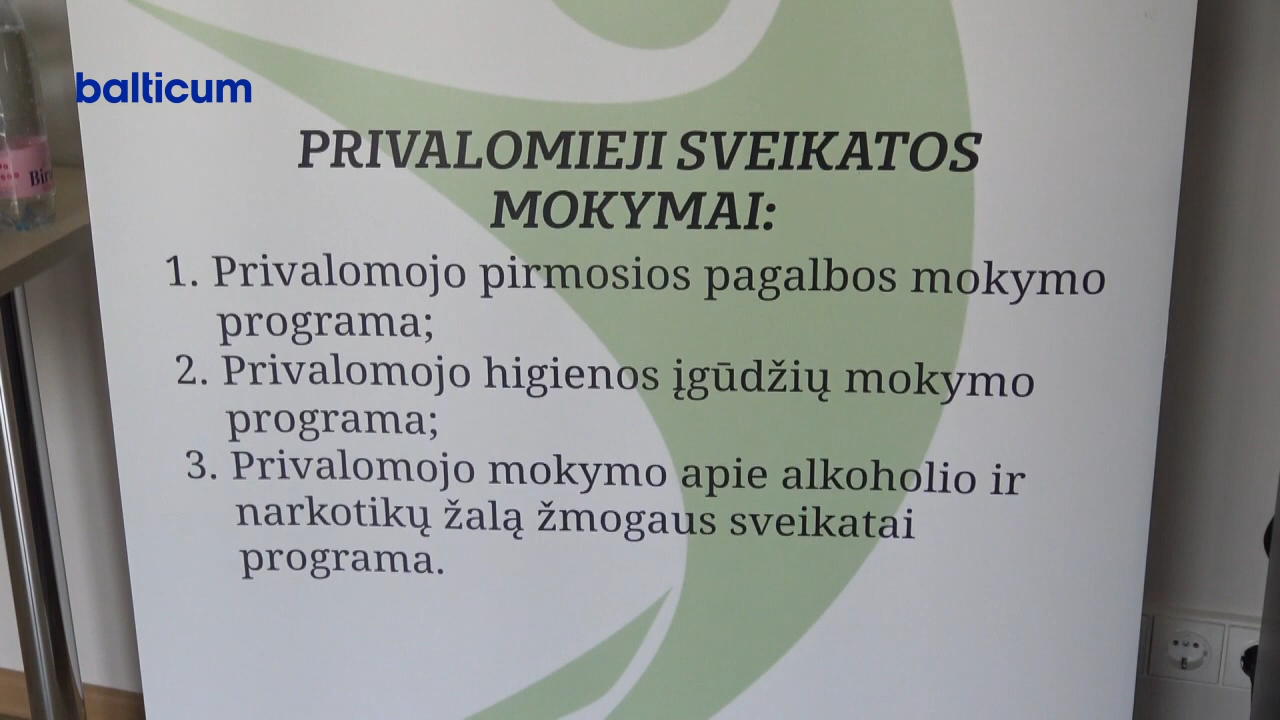 balticum
PRIVALOMIEJI SVEIKATOS
MOKYMAI:
1. Privalomojo pirmosios pagalbos mokymo
programa;
2. Privalomojo higienos įgūdžių mokymo
programa;
3. Privalomojo mokymo apie alkoholio ir
narkotikų žalą žmogaus sveikatai
programa.